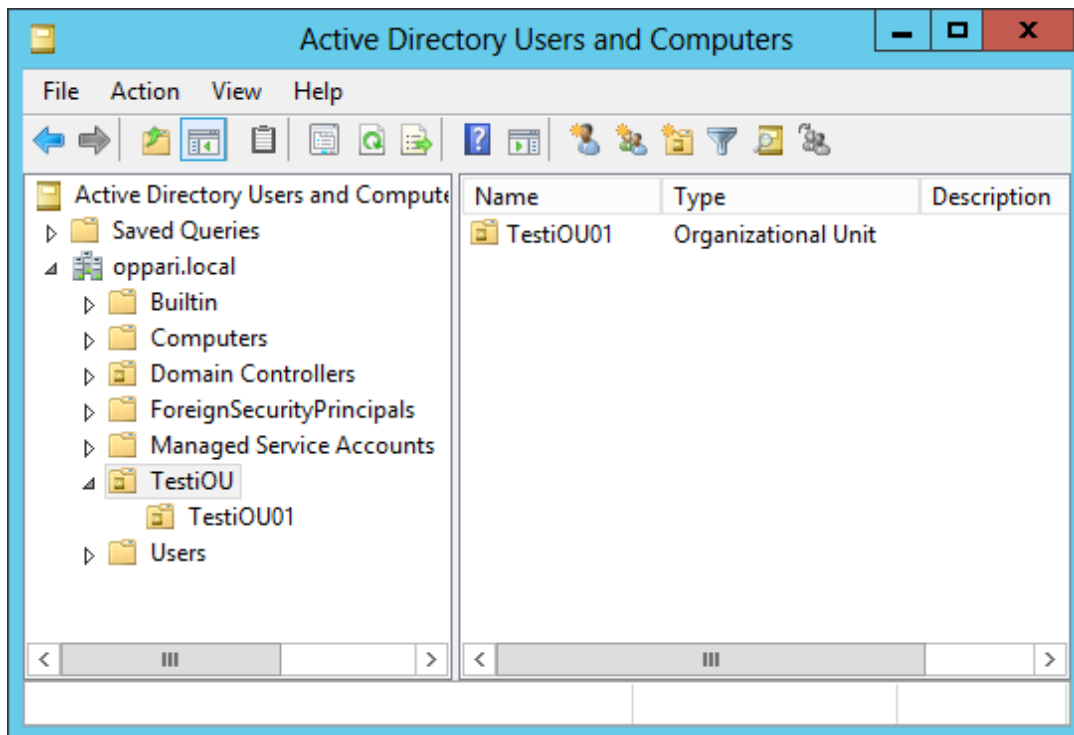 Active Directory Users and Computers
File Action View Help
Active Directory Users and Compute
Saved Queries
oppari.local
Builtin
Computers
Domain Controllers
ForeignSecurityPrincipals
Managed Service Accounts
TestiOU
TestiOU01
Users
Name Type Description
TestiOU01 Organizational Unit